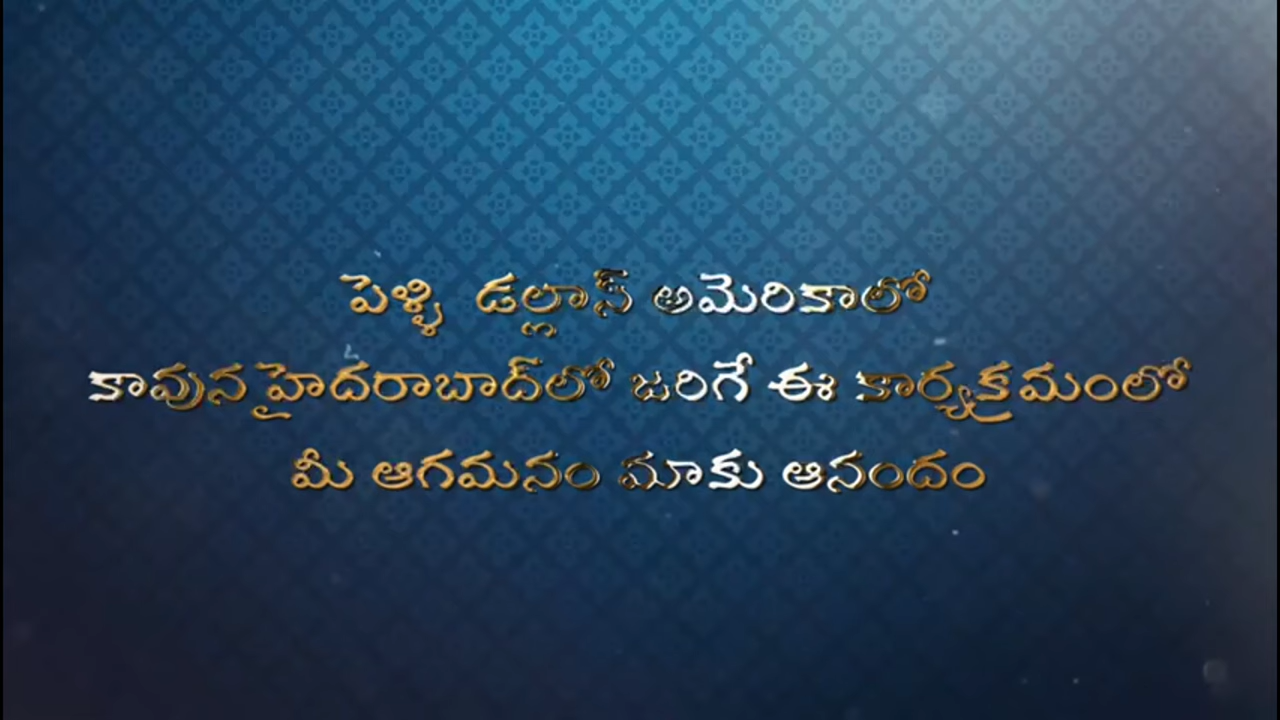 పెళ్ళి డల్లాస్ అమెరికాలో
కావున హైదరాబాద్‌లో జరిగే ఈ కార్యక్రమంలో
మీ ఆగమనం మాకు ఆనందం